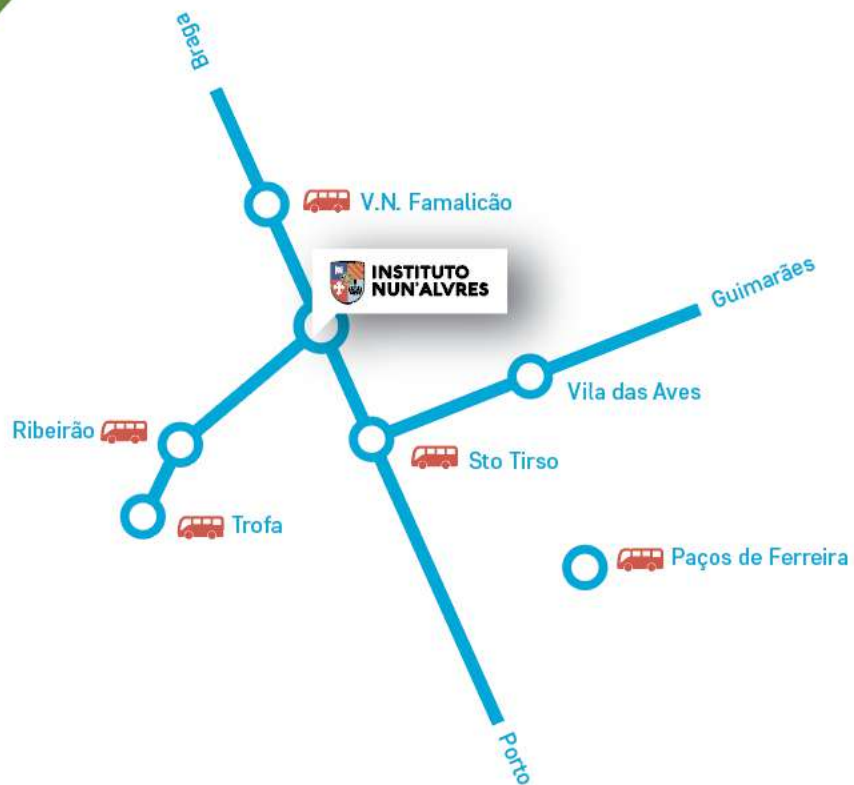 Braga
V.N. Famalicão
INSTITUTO
NUN'ALVRES
Guimarães
Vila das Aves
Ribeirão
Sto Tirso
Trofa
Paços de Ferreira
Porto